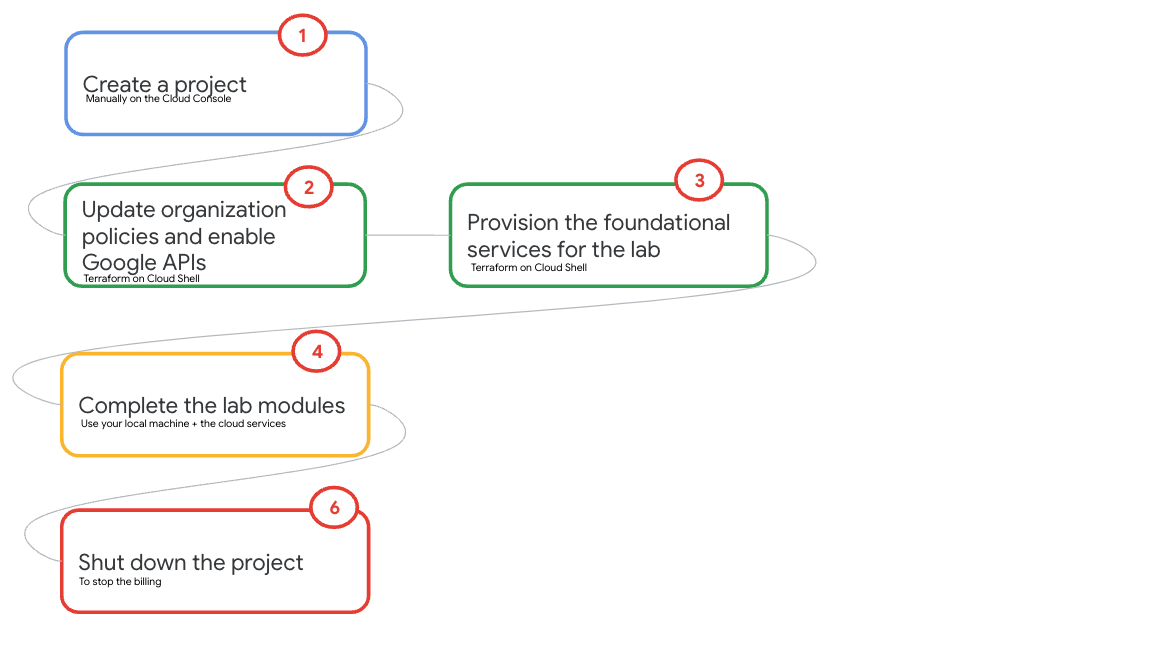 1
Create a project
Manually on the Cloud Console
2
Update organization
policies and enable
Google APIs
Terraform on Cloud Shell
3
Provision the foundational
services for the lab
Terraform on Cloud Shell
4
Complete the lab modules
Use your local machine + the cloud services
6
Shut down the project
To stop the billing